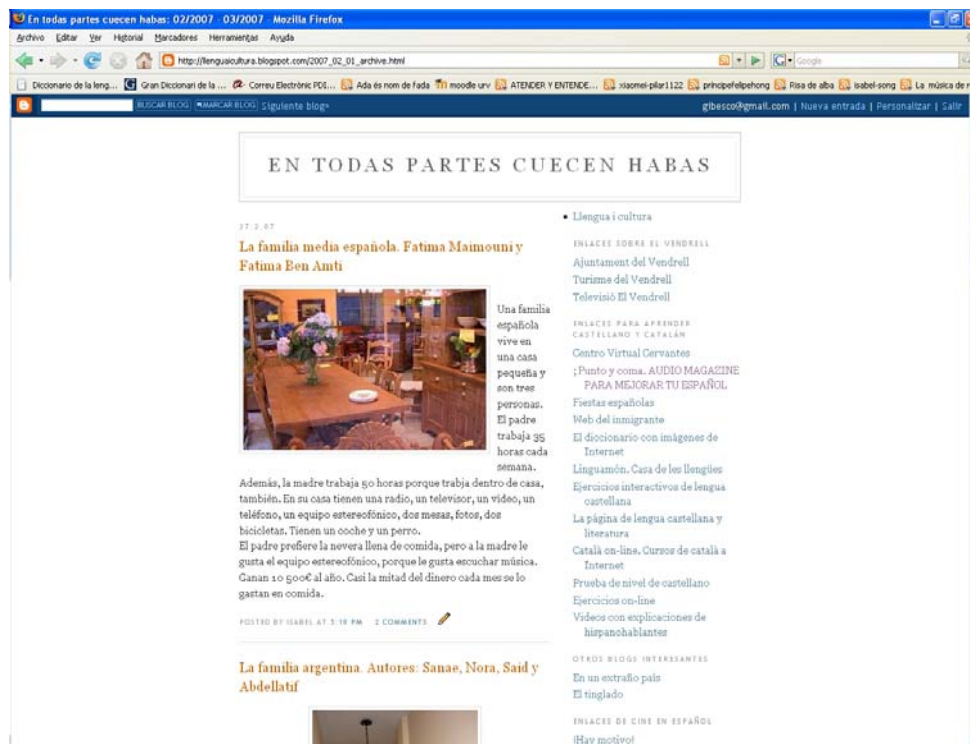 En todas partes cuecen habas: 02/2007 - 03/2007 - Mozilla Firefox
Archivo Editar Ver Historial Marcadores Herramientas Ayuda
http://lenguaicultura.blogspot.com/2007_02_01_archive.html
Google
Diccionario de la leng... Gran Diccionari de la ... Correu Electrònic PDI... Ada és nom de fada moodle urv ATENDER Y ENTENDE... xiaomei-pilar1122 principefelipehong Risa de alba isabel-song La música de
BUSCAR BLOG MARCAR BLOG Siguiente blog»
gibesco@gmail.com | Nueva entrada | Personalizar | Salir
EN TODAS PARTES CUECEN HABAS
27.2.07
La familia media española. Fatima Maimouni y
Fatima Ben Amti
Una familia
española
vive en
una casa
pequeña y
son tres
personas.
El padre
trabaja 35
horas cada
semana.
Además, la madre trabaja 50 horas porque trabja dentro de casa,
también. En su casa tienen una radio, un televisor, un vídeo, un
teléfono, un equipo estereofónico, dos mesas, fotos, dos
bicicletas. Tienen un coche y un perro.
El padre prefiere la nevera llena de comida, pero a la madre le
gusta el equipo estereofónico, porque le gusta escuchar música.
Ganan 10 500€ al año. Casi la mitad del dinero cada mes se lo
gastan en comida.
POSTED BY ISABEL AT 5:10 PM 2 COMMENTS
La familia argentina. Autores: Sanae, Nora, Said y
Abdellatif
Llengua i cultura
ENLACES SOBRE EL VENDRELL
Ajuntament del Vendrell
Turisme del Vendrell
Televisió El Vendrell
ENLACES PARA APRENDER
CASTELLANO Y CATALÁN
Centro Virtual Cervantes
; Punto y coma. AUDIO MAGAZINE
PARA MEJORAR TU ESPAÑOL
Fiestas españolas
Web del inmigrante
El diccionario con imágenes de
Internet
Linguamón. Casa de les llengües
Ejercicios interactivos de lengua
castellana
La página de lengua castellana y
literatura
Català on-line. Cursos de català a
Internet
Prueba de nivel de castellano
Ejercicios on-line
Videos con explicaciones de
hispanohablantes
OTROS BLOGS INTERESANTES
En un extraño país
El tinglado
ENLACES DE CINE EN ESPAÑOL
¡Hay motivo!